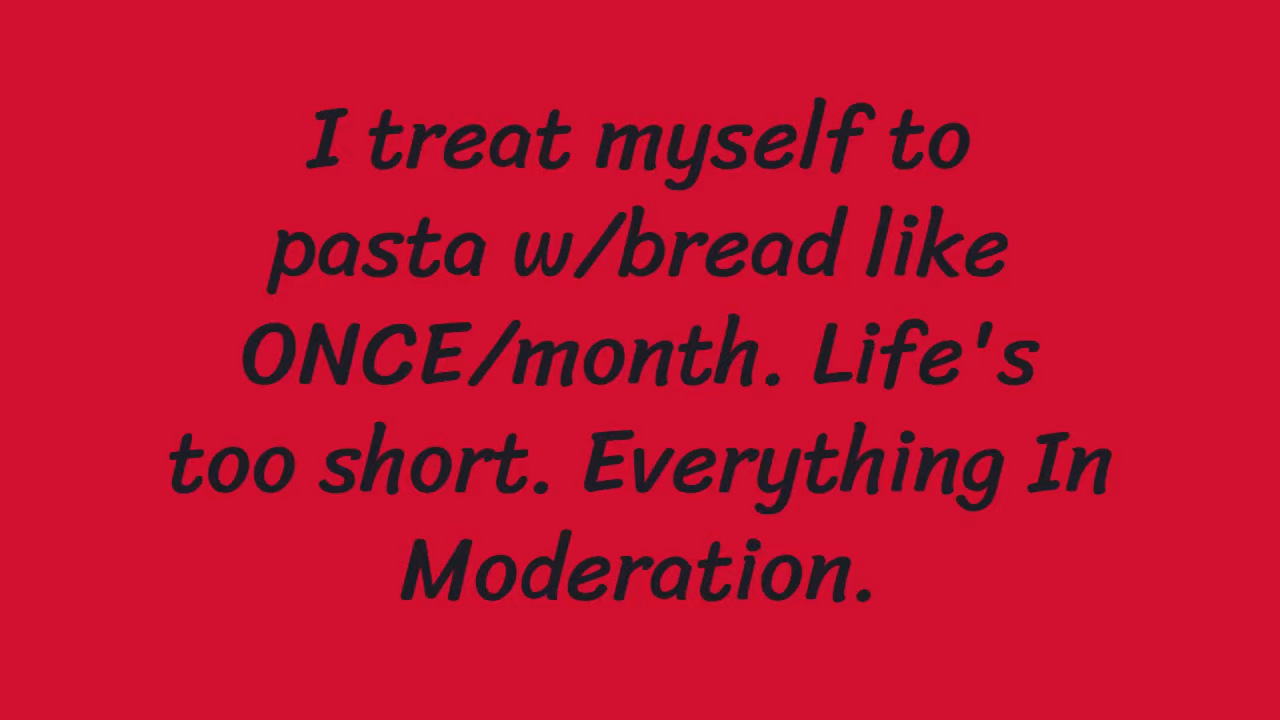 I treat myself to
pasta w/bread like
ONCE/month. Life's
too short. Everything In
Moderation.